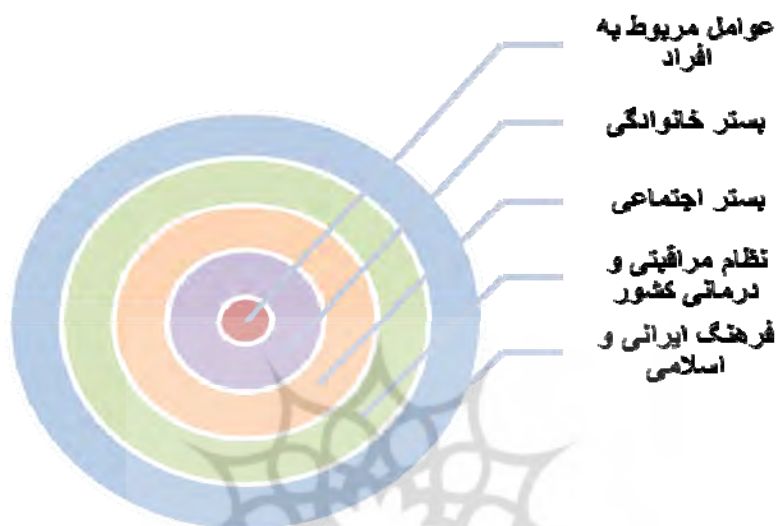 عوامل مربوط به
افراد
بستر خانوادگی
بستر اجتماعی
نظام مراقبتی و
درمانی کشور
فرهنگ ایرانی و
اسلامی